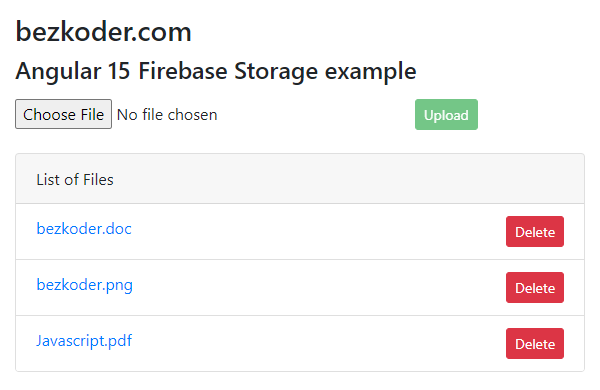 bezkoder.com
Angular 15 Firebase Storage example
Choose File No file chosen Upload
List of Files
bezkoder.doc Delete
bezkoder.png Delete
Javascript.pdf Delete